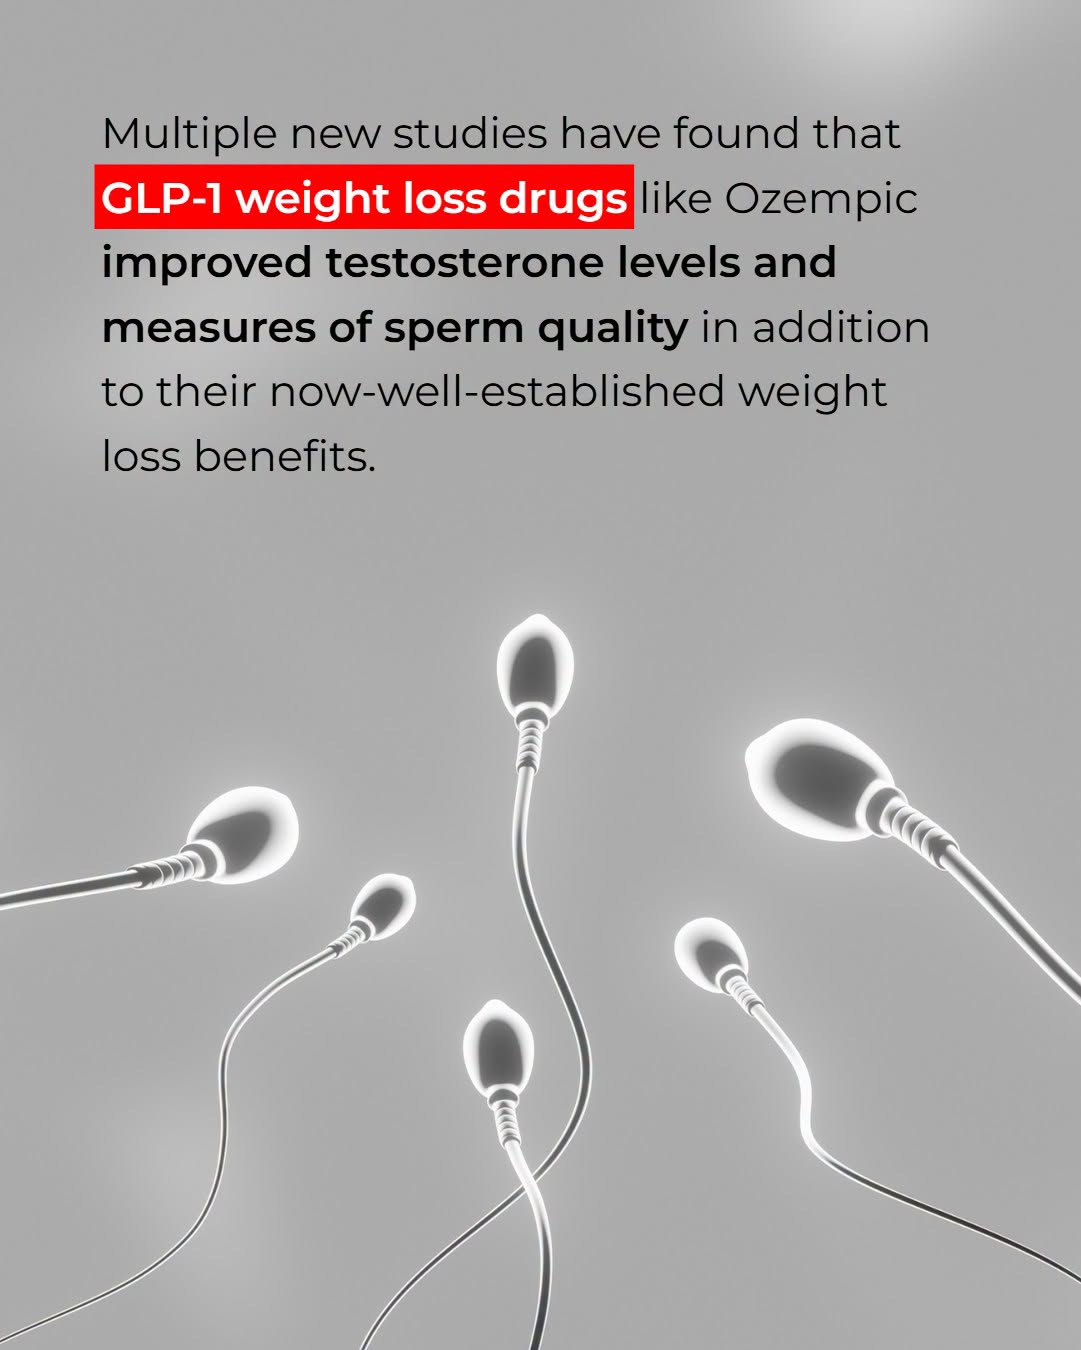 Multiple new studies have found that
GLP-1 weight loss drugs like Ozempic
improved testosterone levels and
measures of sperm quality in addition
to their now-well-established weight
loss benefits.